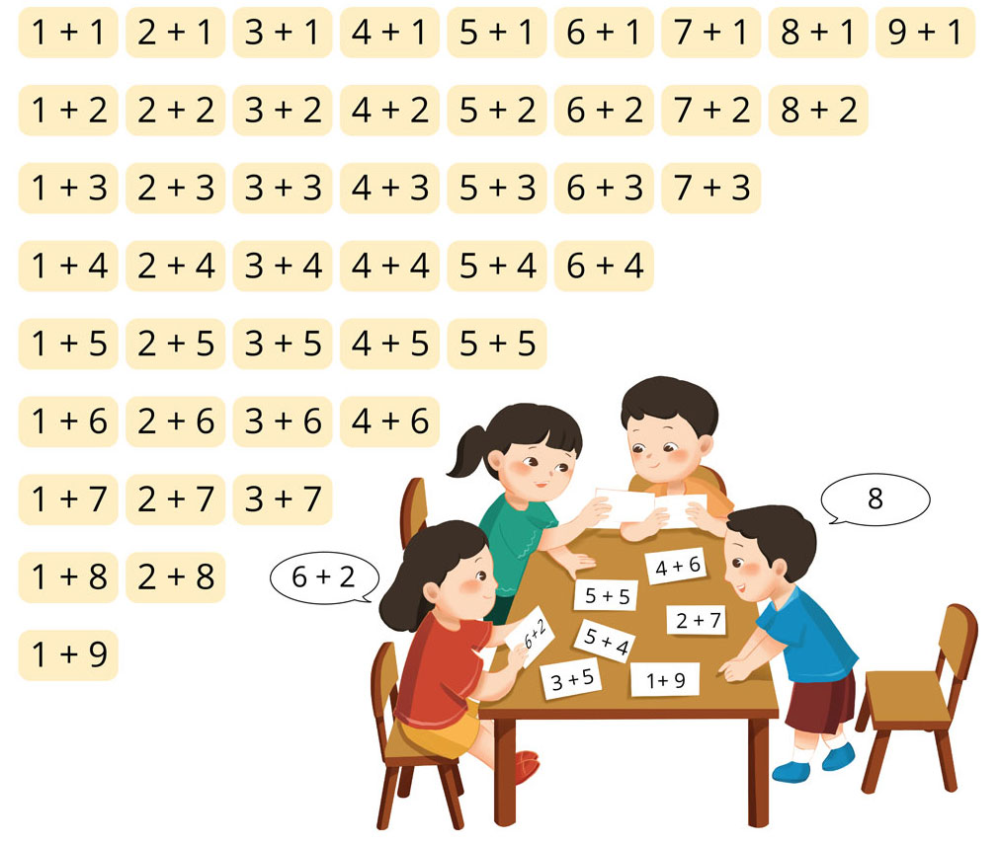 1 + 1 2 + 1 3 + 1 4 + 1 5 + 1 6 + 1 7 + 1 8 + 1 9 + 1
1 + 2 2 + 2 3 + 2 4 + 2 5 + 2 6 + 2 7 + 2 8 + 2
1 + 3 2 + 3 3 + 3 4 + 3 5 + 3 6 + 3 7 + 3
1 + 4 2 + 4 3 + 4 4 + 4 5 + 4 6 + 4
1 + 5 2 + 5 3 + 5 4 + 5 5 + 5
1 + 6 2 + 6 3 + 6 4 + 6
1 + 7 2 + 7 3 + 7
1 + 8 2 + 8
1 + 9
6 + 2
8
4 + 6
5 + 5
2 + 7
6+2
5 + 4
3 + 5
1+ 9